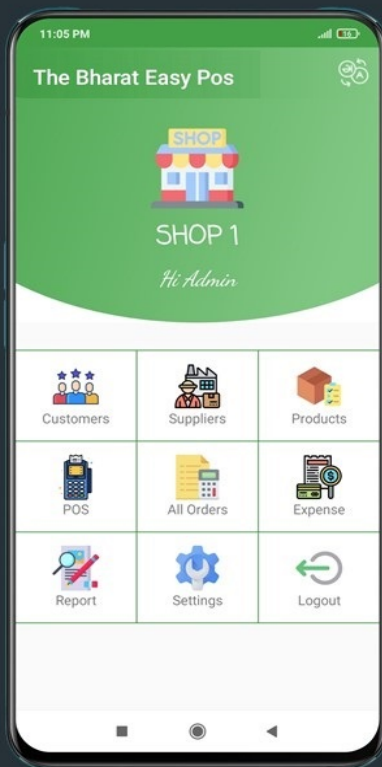 11:05 PM
16
The Bharat Easy Pos
SHOP
SHOP 1
Hi Admin
Customers
Suppliers
Products
POS
All Orders
Expense
Report
Settings
Logout